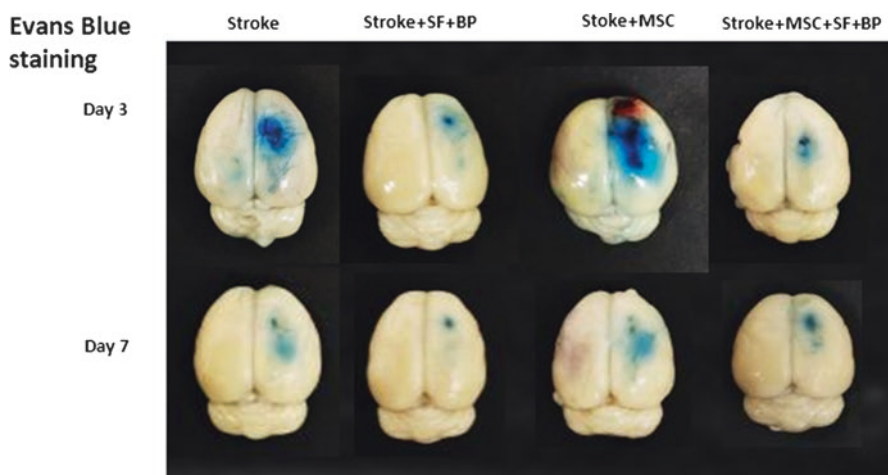 Evans Blue
staining
Stroke
Stroke+SF+BP
Stoke+MSC
Stroke+MSC+SF+BP
Day 3
Day 7